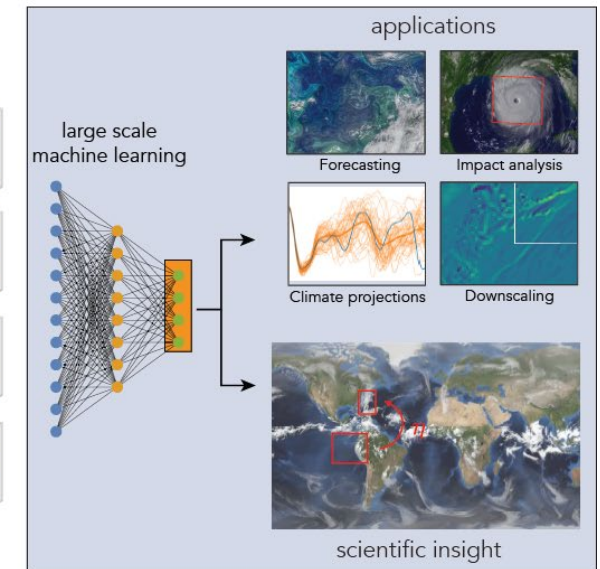 applications
large scale
machine learning
Forecasting
Impact analysis
Climate projections
Downscaling
η
scientific insight